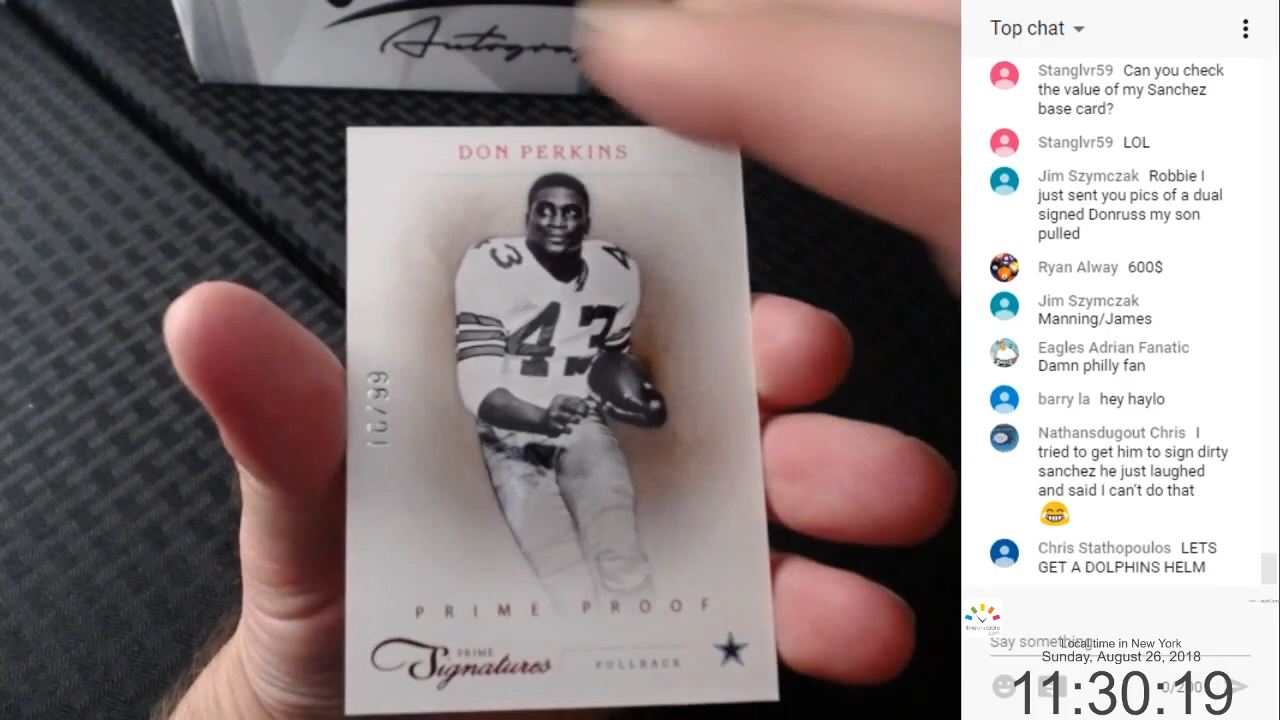 Autogra
DON PERKINS
43
10/99
PRIME PROOF
PRIME
Signatures
FULLBACK
Top chat
Stanglvr59 Can you check
the value of my Sanchez
base card?
Stanglvr59 LOL
Jim Szymczak Robbie I
just sent you pics of a dual
signed Donruss my son
pulled
Ryan Alway 600$
Jim Szymczak
Manning/James
Eagles Adrian Fanatic
Damn philly fan
barry la hey haylo
Nathansdugout Chris I
tried to get him to sign dirty
sanchez he just laughed
and said I can't do that
😂
Chris Stathopoulos LETS
GET A DOLPHINS HELM
Say something...
Local time in New York
Sunday, August 26, 2018
11:30:19